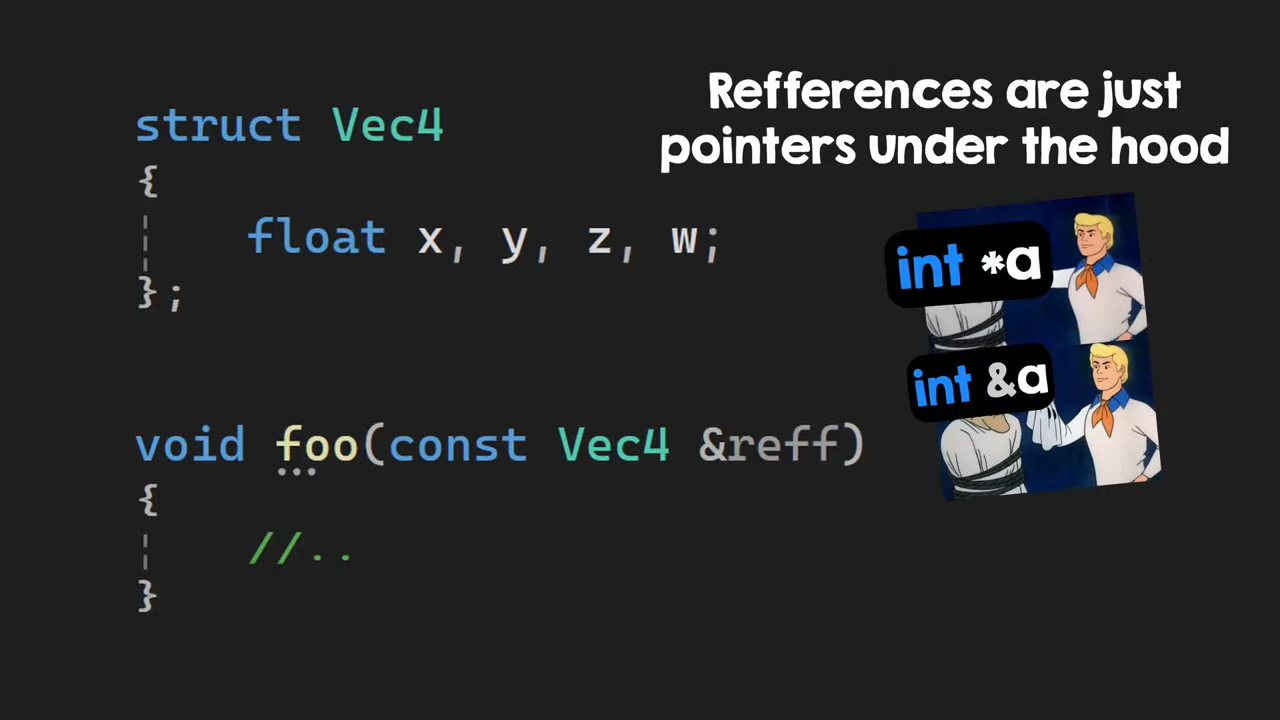 Refferences are just
pointers under the hood
struct Vec4
{
float x, y, z, w;
};
int *a
int &a
void foo(const Vec4 &reff)
{
//..
}